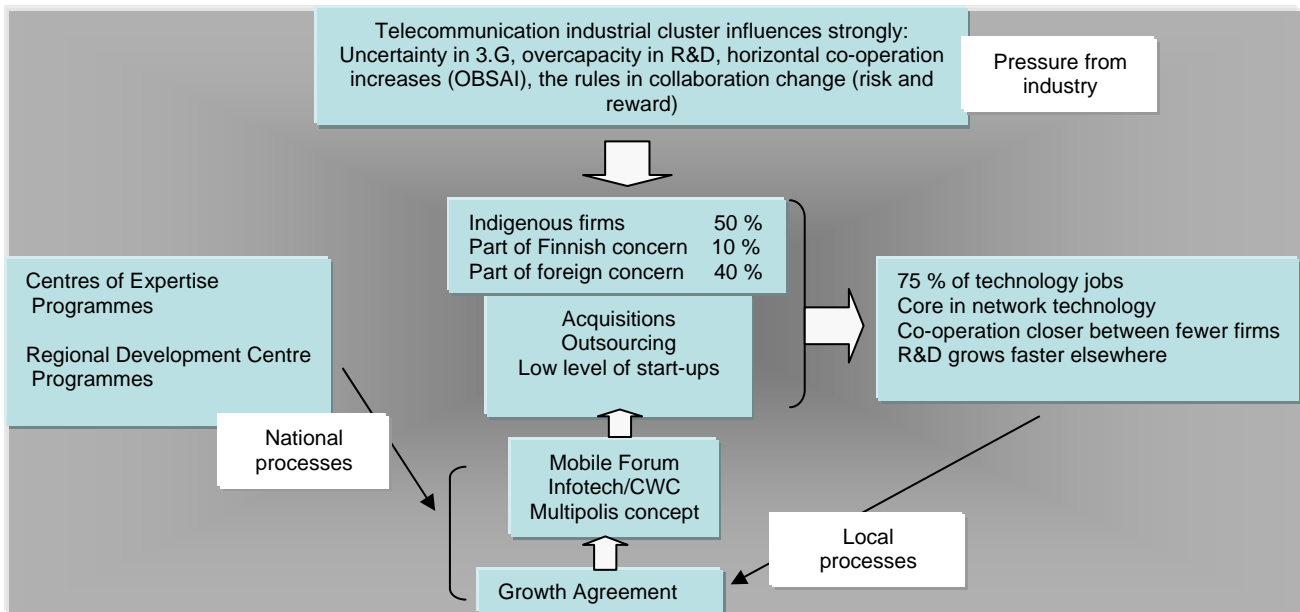 Telecommunication industrial cluster influences strongly:
Uncertainty in 3.G, overcapacity in R&D, horizontal co-operation
increases (OBSAI), the rules in collaboration change (risk and
reward)
Pressure from
industry
Indigenous firms 50 %
Part of Finnish concern 10 %
Part of foreign concern 40 %
Centres of Expertise
Programmes
Regional Development Centre
Programmes
Acquisitions
Outsourcing
Low level of start-ups
75 % of technology jobs
Core in network technology
Co-operation closer between fewer firms
R&D grows faster elsewhere
National
processes
Mobile Forum
Infotech/CWC
Multipolis concept
Local
processes
Growth Agreement